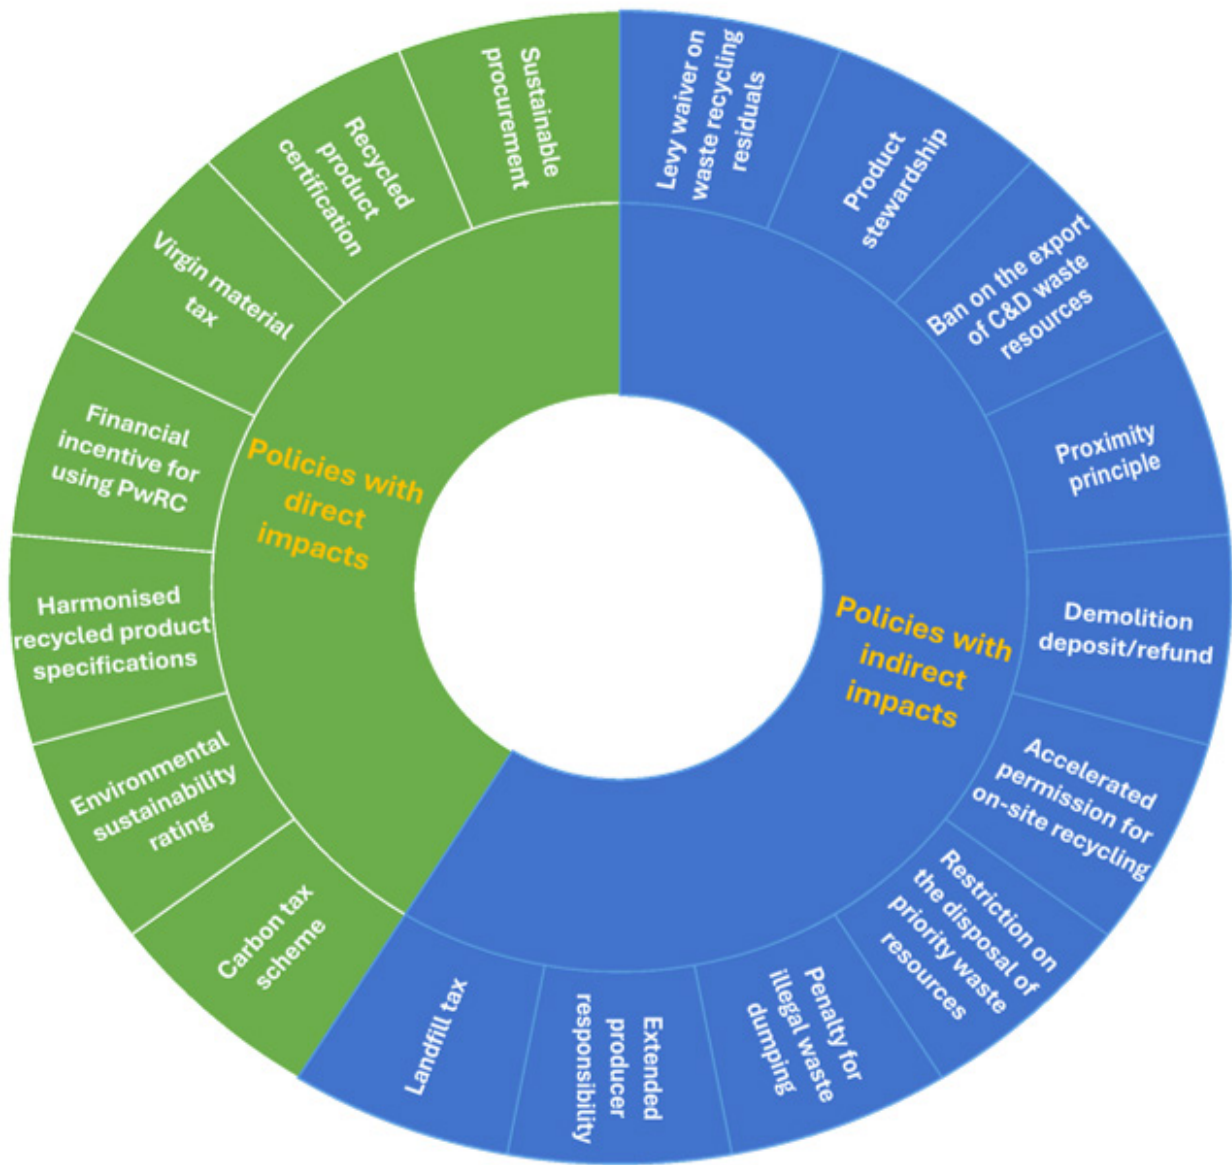 Levy waiver on
waste recycling
residuals
Product
stewardship
Ban on the export
of C&D waste
resources
Proximity
principle
Demolition
deposit/refund
Accelerated
permission for
on-site recycling
Restriction on
the disposal of
priority waste
resources
Penalty for
illegal waste
dumping
Extended
producer
responsibility
Landfill tax
Policies with
indirect
impacts
Carbon tax
scheme
Environmental
sustainability
rating
Harmonised
recycled product
specifications
Financial
incentive for
using PwRC
Virgin material
tax
Recycled
product
certification
Sustainable
procurement
Policies with
direct
impacts